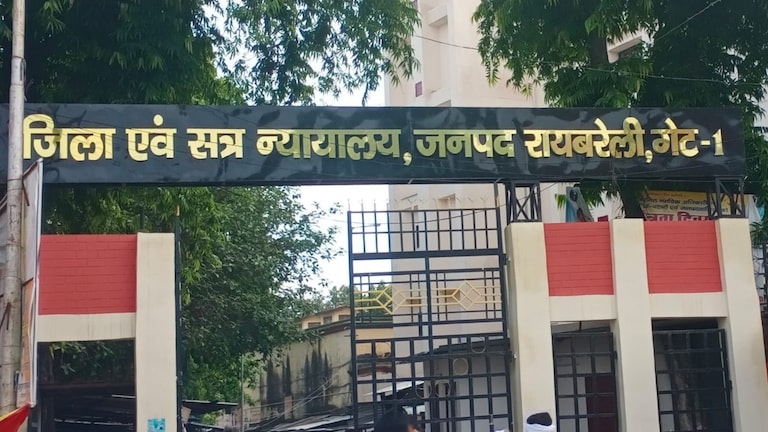 जिला एवं सत्र न्यायालय, जनपद रायबरेली, गेट-1